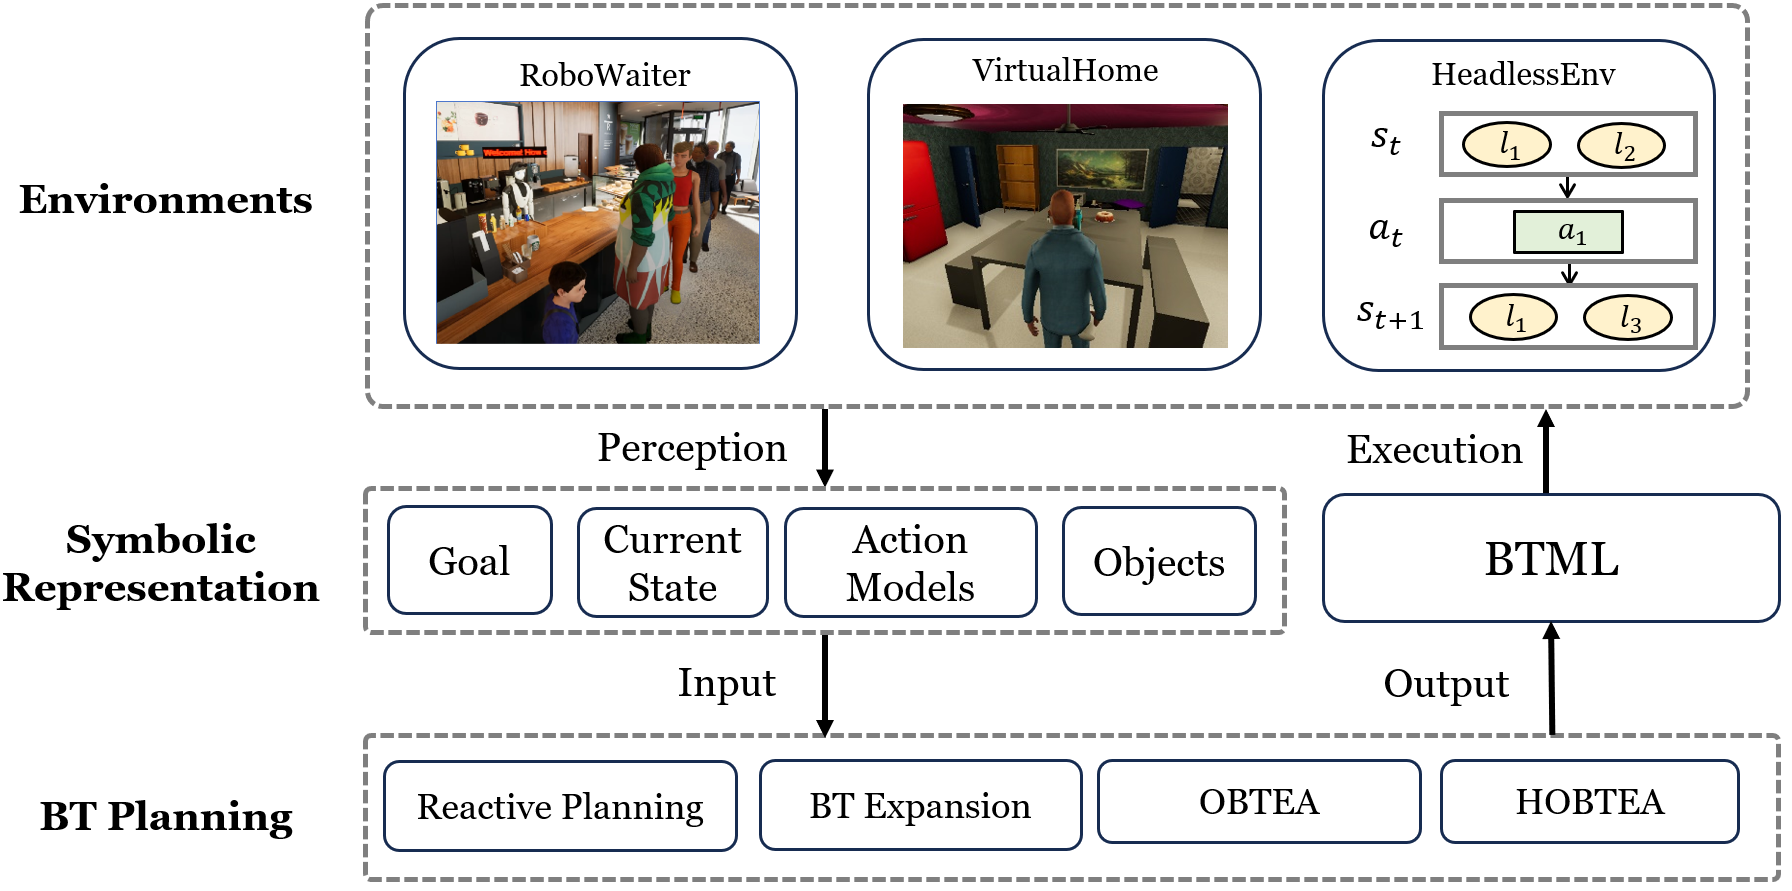 RoboWaiter
VirtualHome
HeadlessEnv
Welcome! How
s_t
l_1
l_2
Environments
a_t
a_1
s_{t+1}
l_1
l_3
Perception
Execution
Symbolic
Representation
Goal
Current
State
Action
Models
Objects
BTML
Input
Output
BT Planning
Reactive Planning
BT Expansion
OBTEA
HOBTEA